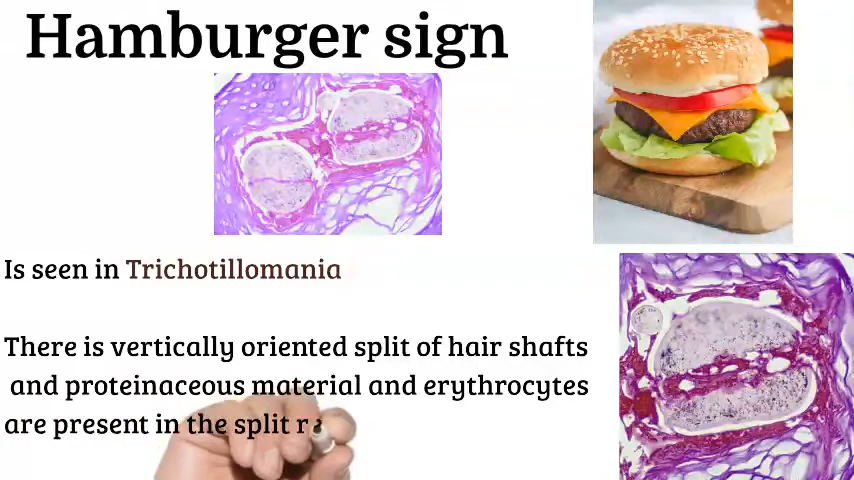 Hamburger sign
Is seen in Trichotillomania
There is vertically oriented split of hair shafts
and proteinaceous material and erythrocytes
are present in the split r